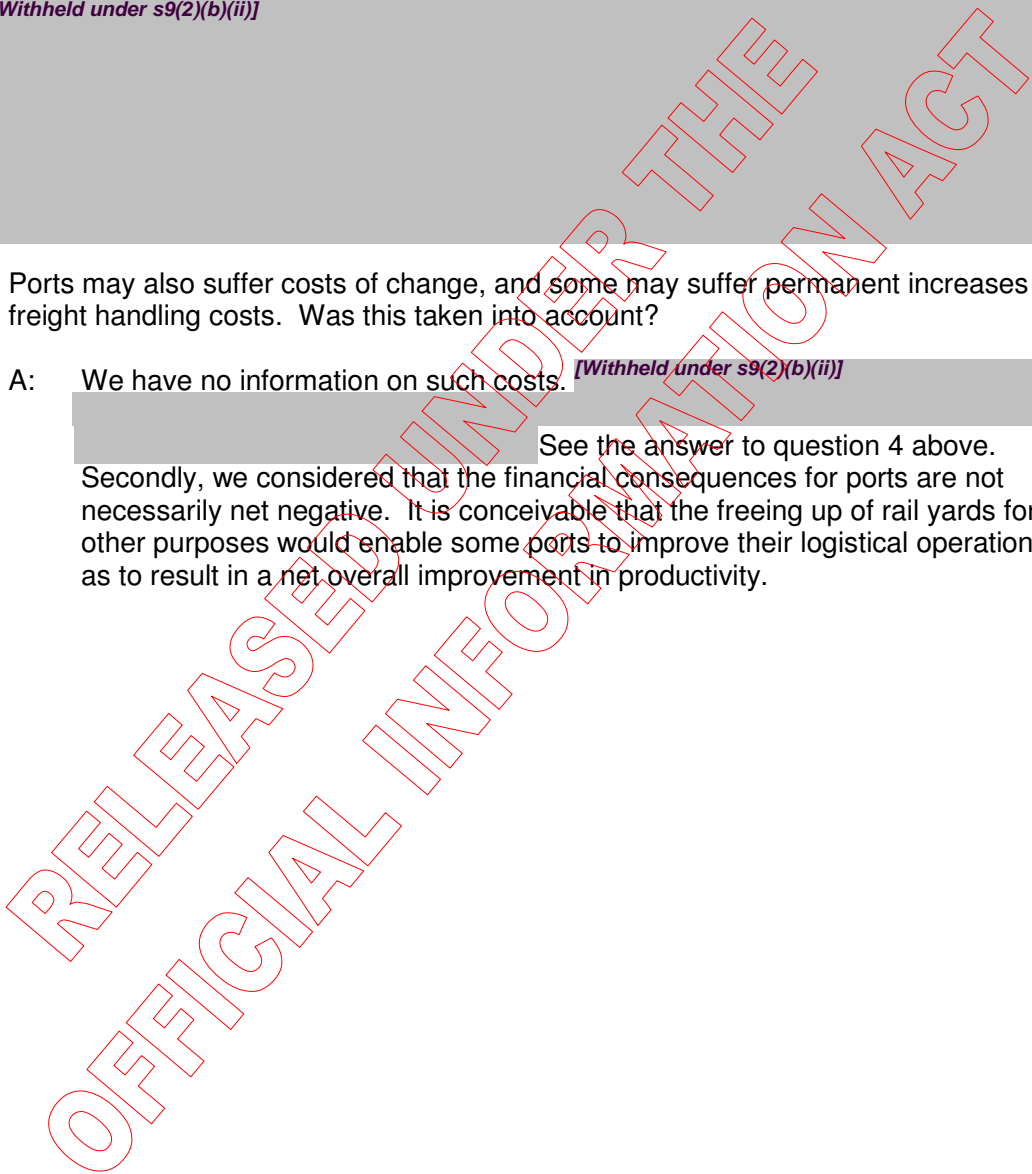 Withheld under s9(2)(b)(ii)]
Ports may also suffer costs of change, and some may suffer permanent increases
freight handling costs.  Was this taken into account?
A: We have no information on such costs. [Withheld under s9(2)(b)(ii)]
See the answer to question 4 above.
Secondly, we considered that the financial consequences for ports are not
necessarily net negative.  It is conceivable that the freeing up of rail yards for
other purposes would enable some ports to improve their logistical operation
as to result in a net overall improvement in productivity.
RELEASED UNDER THE
OFFICIAL INFORMATION ACT